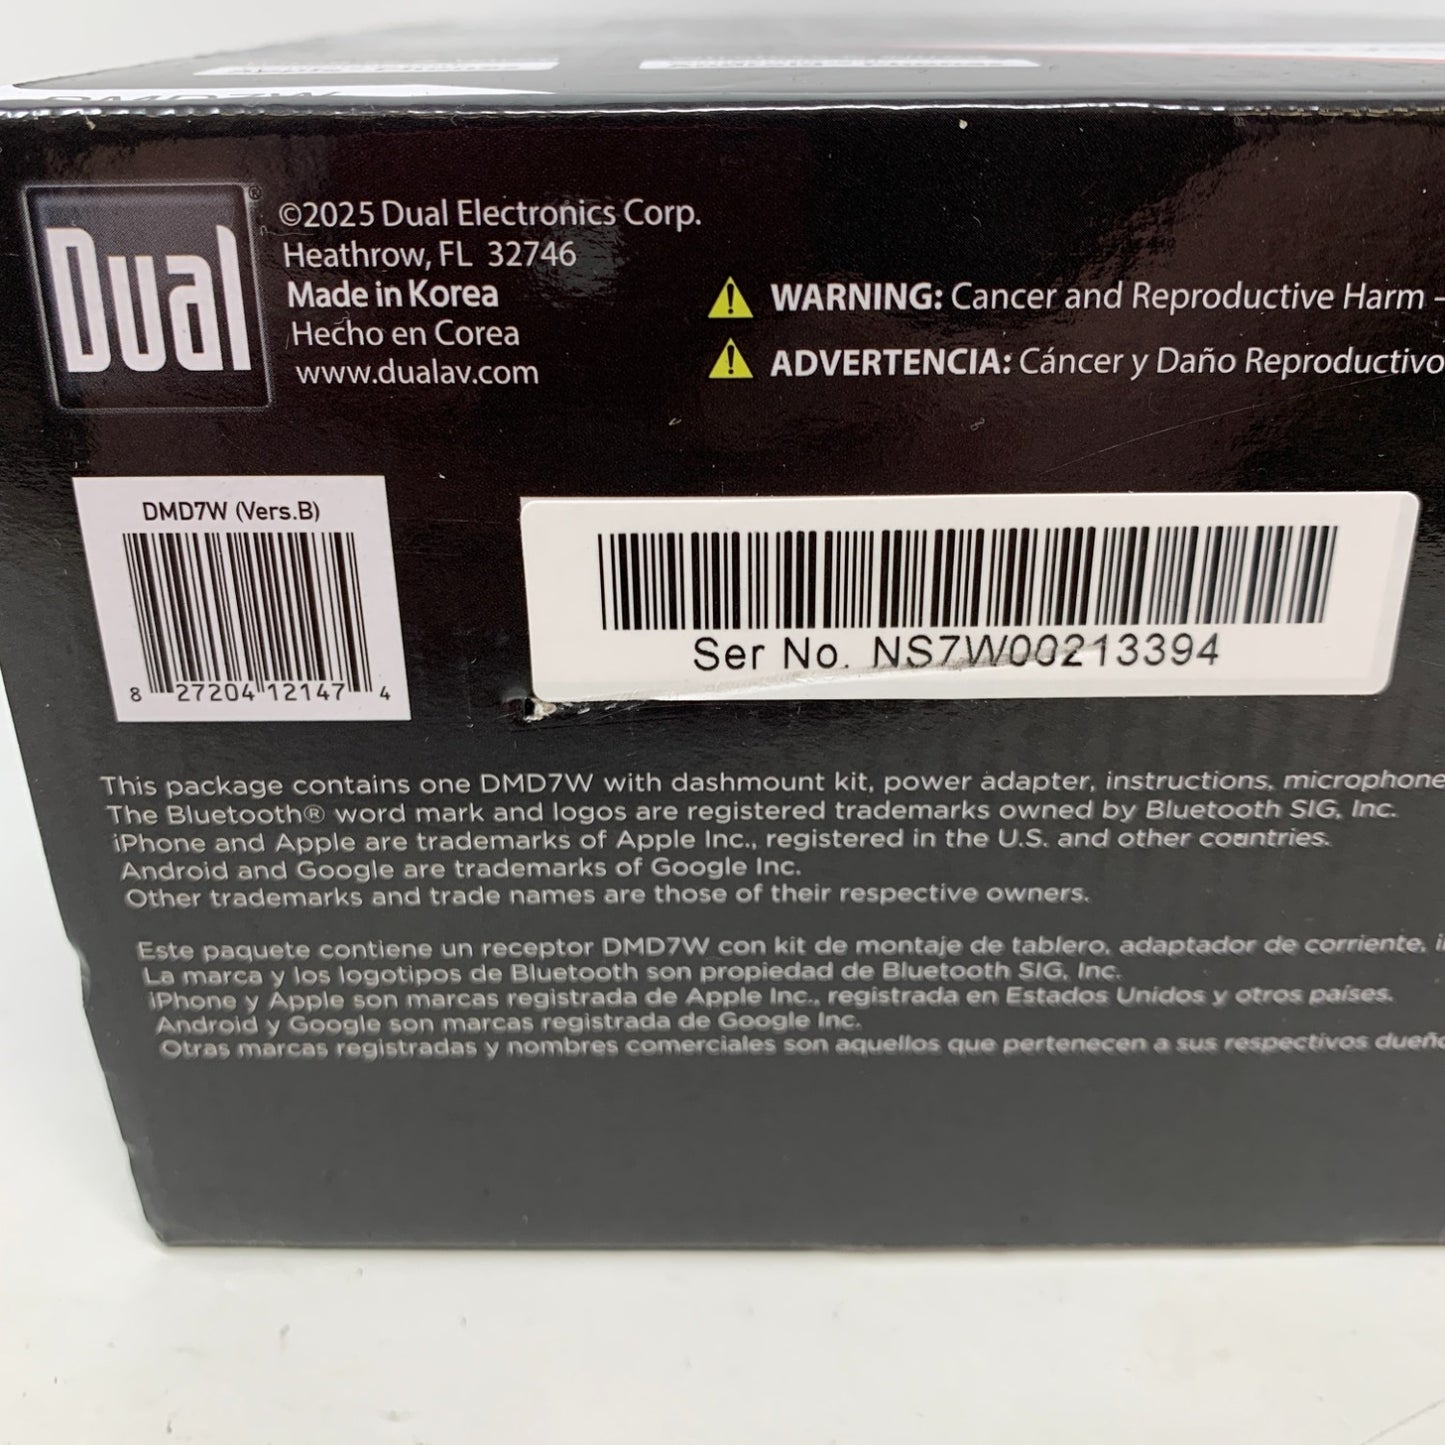 DMD7W
Dual®
©2025 Dual Electronics Corp.
Heathrow, FL 32746
Made in Korea
Hecho en Corea
www.dualav.com
WARNING: Cancer and Reproductive Harm -
ADVERTENCIA: Cáncer y Daño Reproductivo
DMD7W (Vers.B)
8 27204 12147 4
Ser No. NS7W00213394
This package contains one DMD7W with dashmount kit, power adapter, instructions, microphone
The Bluetooth® word mark and logos are registered trademarks owned by Bluetooth SIG, Inc.
iPhone and Apple are trademarks of Apple Inc., registered in the U.S. and other countries.
Android and Google are trademarks of Google Inc.
Other trademarks and trade names are those of their respective owners.
Este paquete contiene un receptor DMD7W con kit de montaje de tablero, adaptador de corriente,
La marca y los logotipos de Bluetooth son propiedad de Bluetooth SIG, Inc.
iPhone y Apple son marcas registrada de Apple Inc., registrada en Estados Unidos y otros países.
Android y Google son marcas registrada de Google Inc.
Otras marcas registradas y nombres comerciales son aquellos que pertenecen a sus respectivos